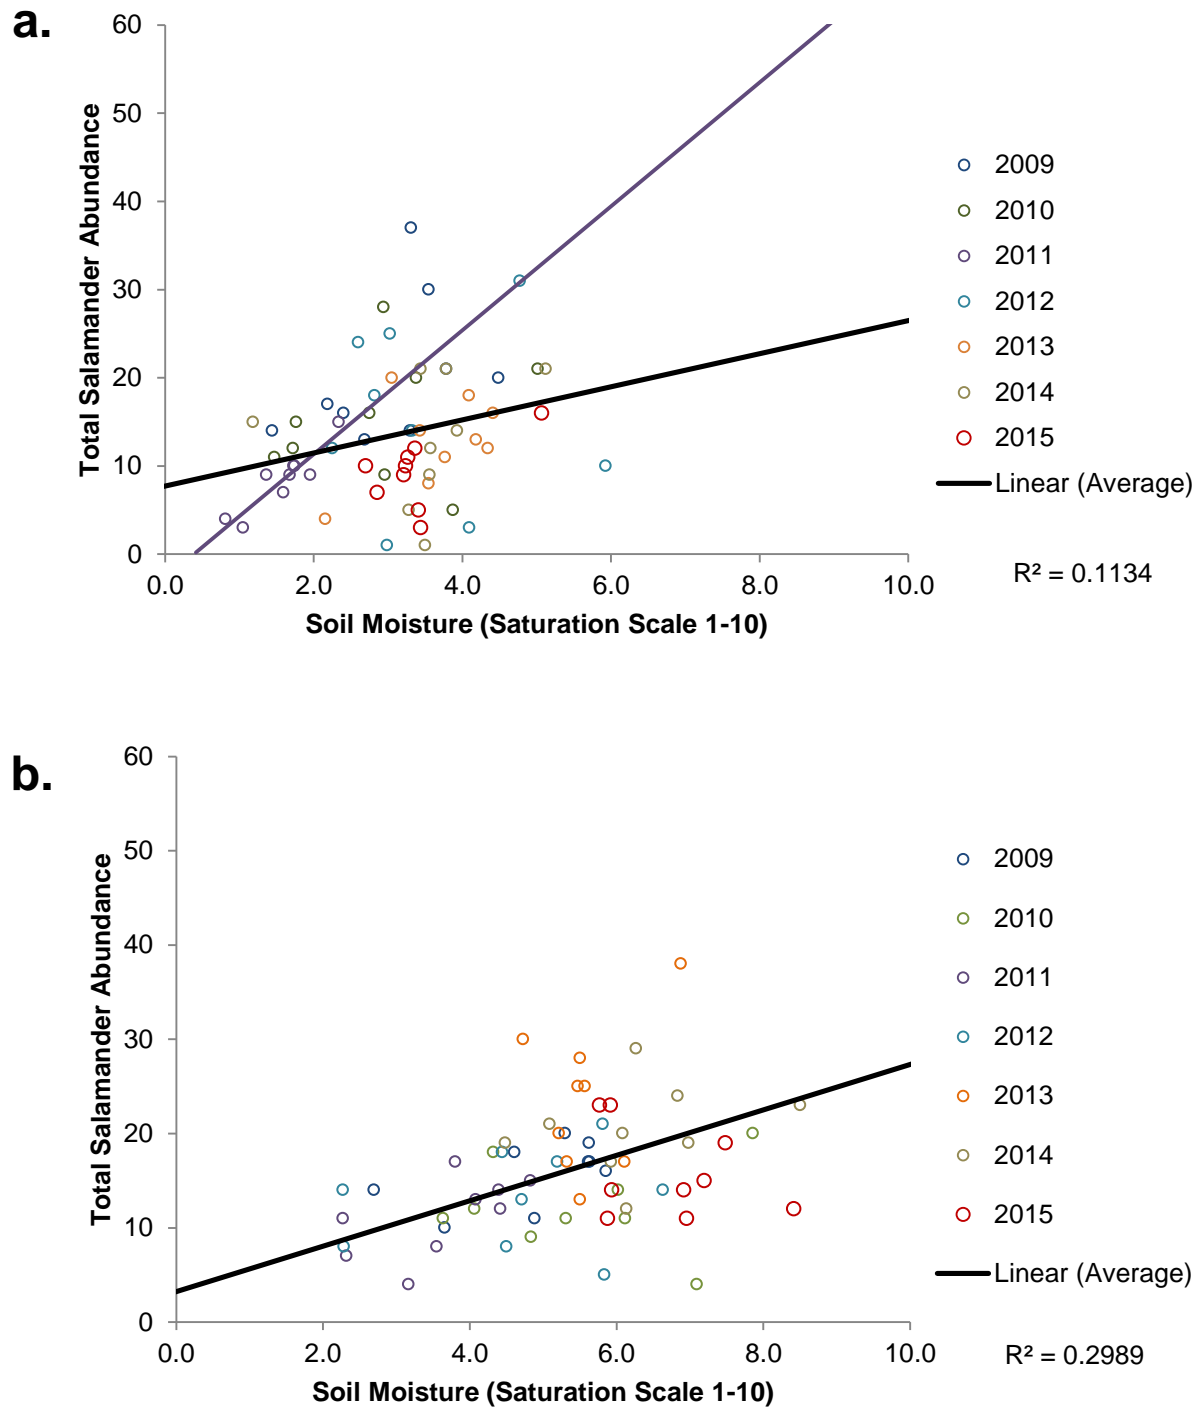 a.
60
50
40
30
20
10
0
Total Salamander Abundance
0.0 2.0 4.0 6.0 8.0 10.0
Soil Moisture (Saturation Scale 1-10)
2009
2010
2011
2012
2013
2014
2015
Linear (Average)
R² = 0.1134
b.
60
50
40
30
20
10
0
Total Salamander Abundance
0.0 2.0 4.0 6.0 8.0 10.0
Soil Moisture (Saturation Scale 1-10)
2009
2010
2011
2012
2013
2014
2015
Linear (Average)
R² = 0.2989